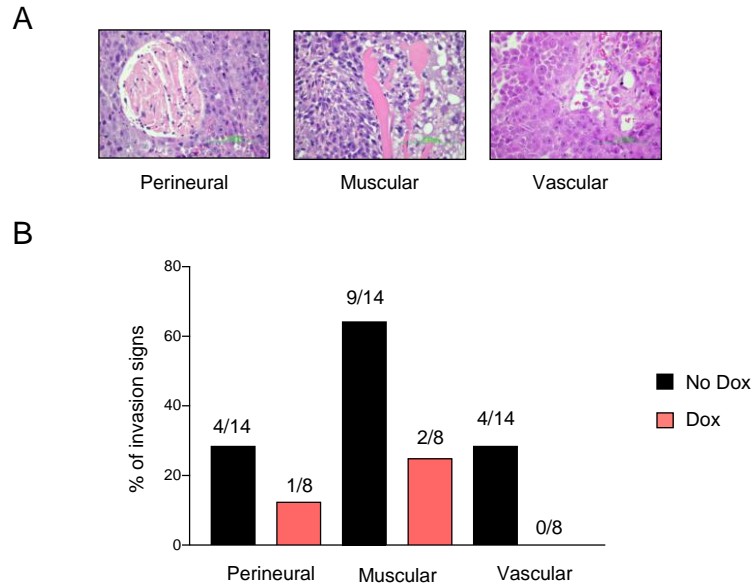 A
Perineural
Muscular
Vascular
B
% of invasion signs
80
60
40
20
0
4/14
1/8
9/14
2/8
4/14
0/8
Perineural
Muscular
Vascular
No Dox
Dox